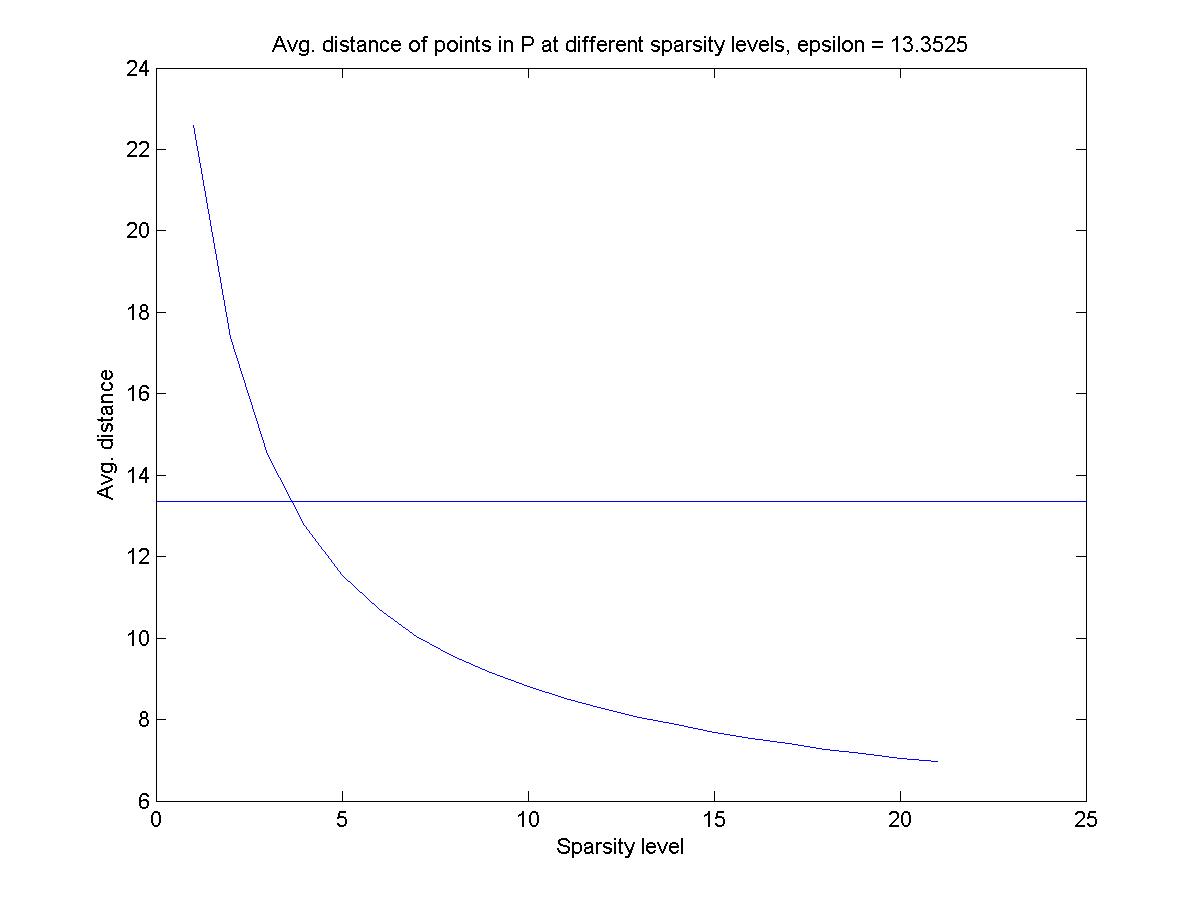 Avg. distance of points in P at different sparsity levels, epsilon = 13.3525
24
22
20
18
16
14
12
10
8
6
Avg. distance
0 5 10 15 20 25
Sparsity level